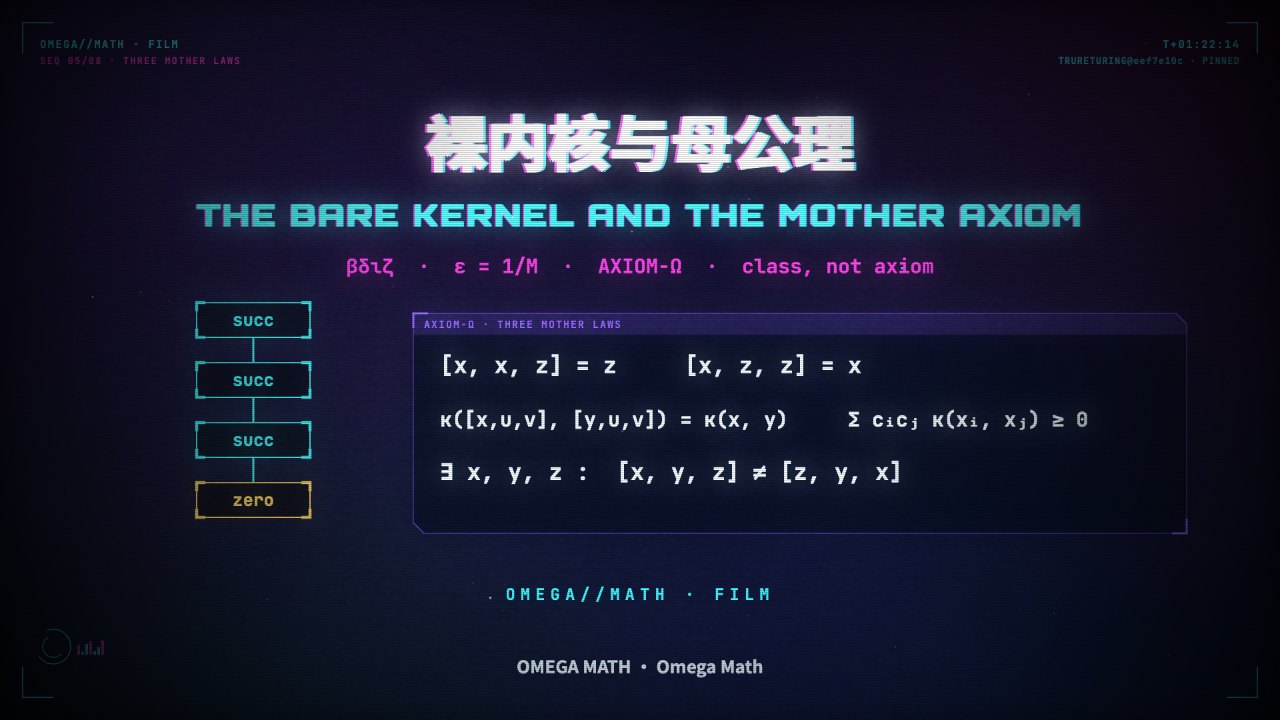 OMEGA//MATH · FILM
SEQ 05/08 · THREE MOTHER LAWS
T+01:22:14
TRURETURING@eef7e10c · PINNED
裸内核与母公理
THE BARE KERNEL AND THE MOTHER AXIOM
βδιζ · ε = 1/M · AXIOM-Ω · class, not axiom
succ
succ
succ
zero
AXIOM-Ω · THREE MOTHER LAWS
[x, x, z] = z [x, z, z] = x
κ([x,u,v], [y,u,v]) = κ(x, y) Σ cᵢcⱼ κ(xᵢ, xⱼ) ≥ 0
∃ x, y, z : [x, y, z] ≠ [z, y, x]
OMEGA//MATH · FILM
OMEGA MATH • Omega Math